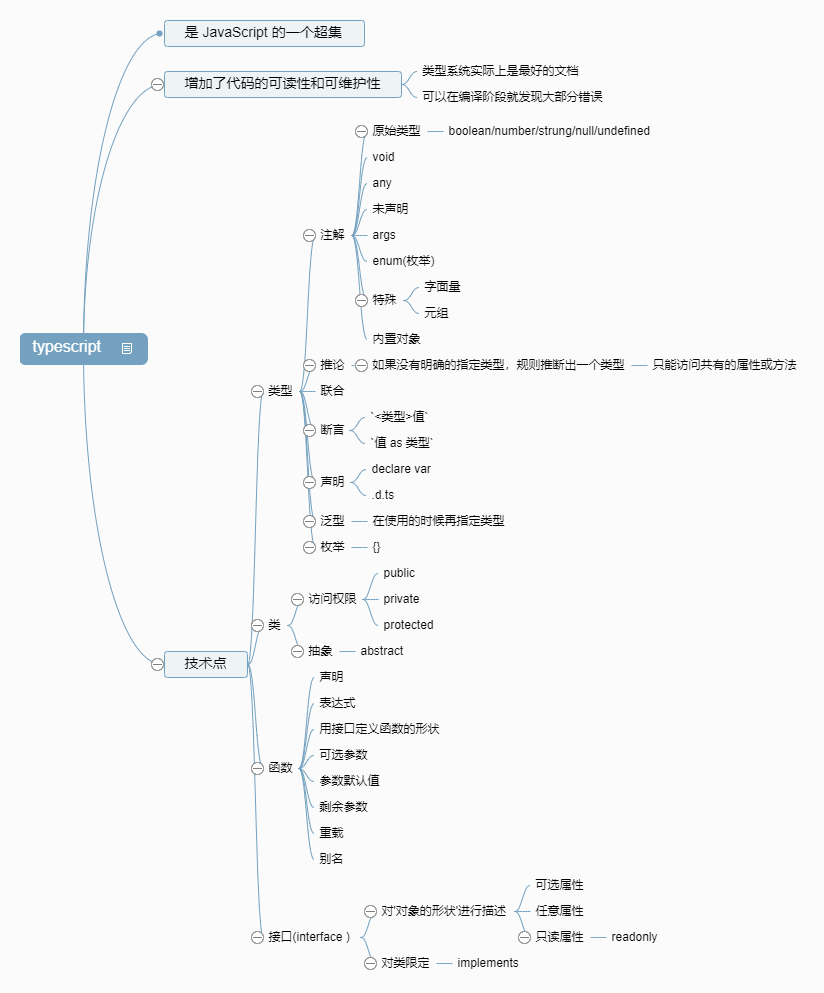 是 JavaScript 的一个超集
增加了代码的可读性和可维护性
类型系统实际上是最好的文档
可以在编译阶段就发现大部分错误
typescript
技术点
类型
注解
原始类型
boolean/number/strung/null/undefined
void
any
未声明
args
enum(枚举)
特殊
字面量
元组
内置对象
推论
如果没有明确的指定类型，规则推断出一个类型
只能访问共有的属性或方法
联合
断言
`<类型>值`
`值 as 类型`
声明
declare var
.d.ts
泛型
在使用的时候再指定类型
枚举
{}
类
访问权限
public
private
protected
抽象
abstract
函数
声明
表达式
用接口定义函数的形状
可选参数
参数默认值
剩余参数
重载
别名
接口(interface )
对'对象的形状'进行描述
可选属性
任意属性
只读属性
readonly
对类限定
implements